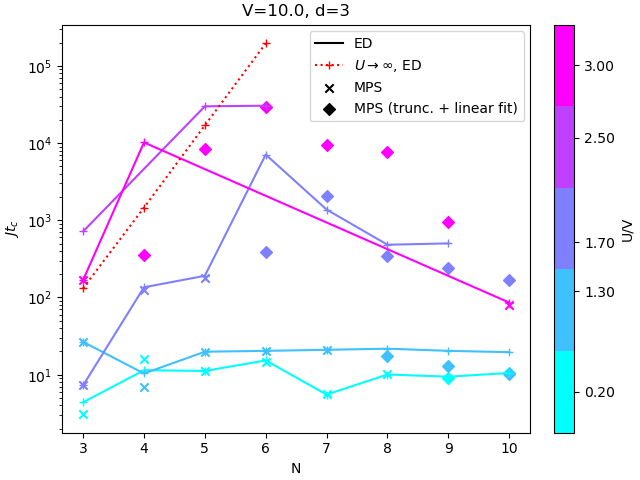 V=10.0, d=3
ED
U → ∞, ED
MPS
MPS (trunc. + linear fit)
10⁵
10⁴
10³
10²
10¹
Jt_c
3 4 5 6 7 8 9 10
N
3.00
2.50
1.70
1.30
0.20
U/V